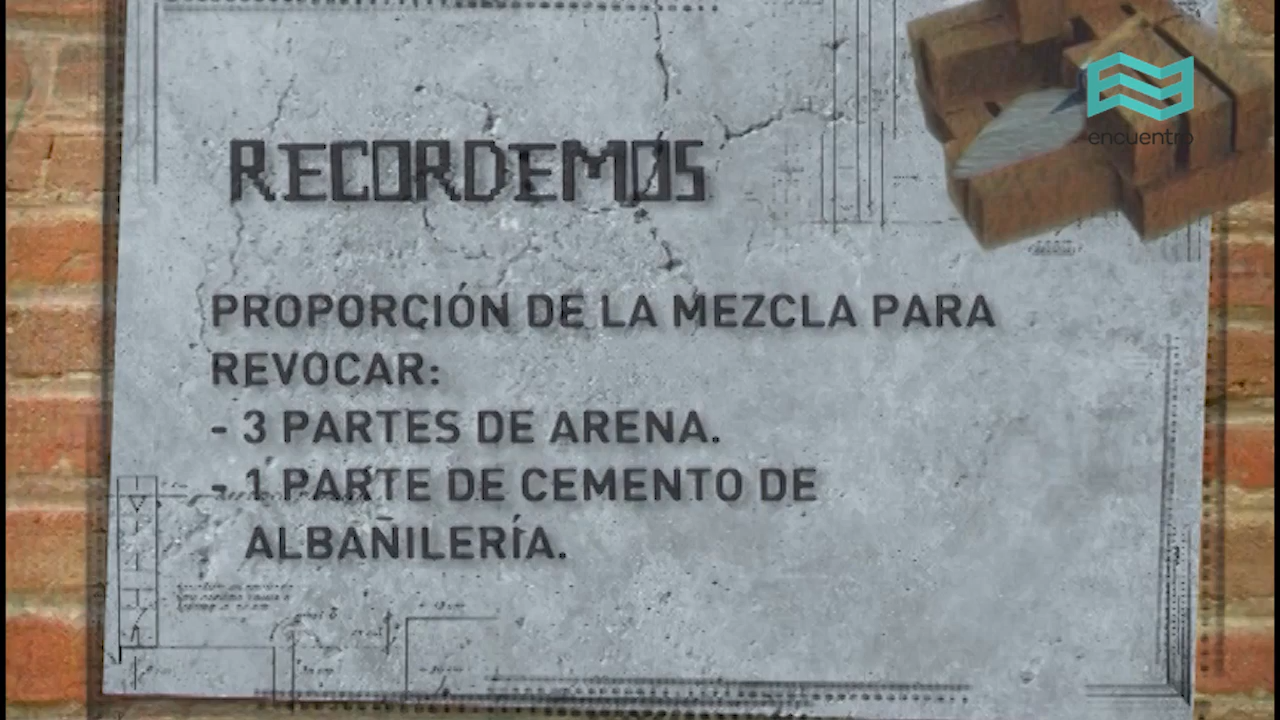 encuentro
RECORDEMOS
PROPORCIÓN DE LA MEZCLA PARA
REVOCAR:
- 3 PARTES DE ARENA.
- 1 PARTE DE CEMENTO DE
ALBAÑILERÍA.